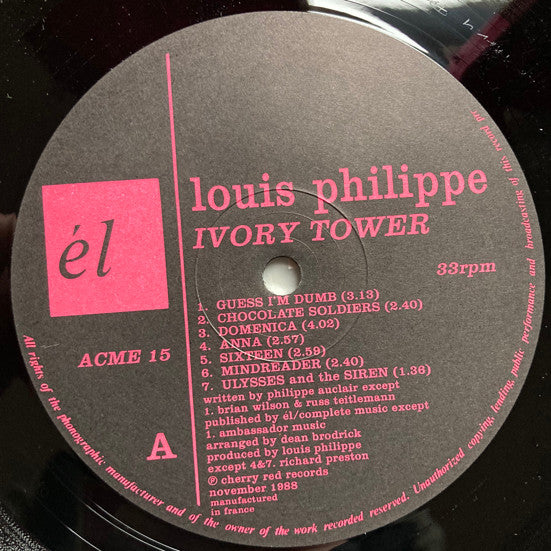 louis philippe
IVORY TOWER
él
33rpm
1. GUESS I'M DUMB (3.13)
2. CHOCOLATE SOLDIERS (2.40)
3. DOMENICA (4.02)
4. ANNA (2.57)
5. SIXTEEN (2.59)
6. MINDREADER (2.40)
7. ULYSSES and the SIREN (1.36)
ACME 15
A
written by philippe auclair except
1. brian wilson & russ teitlemann
published by él/complete music except
1. ambassador music
arranged by dean brodrick
produced by louis philippe
except 4&7. richard preston
℗ cherry red records
november 1988
manufactured
in france
All rights of the phonographic manufacturer and of the owner of the work recorded reserved. Unauthorized copying, lending, public performance and broadcasting of this record pr